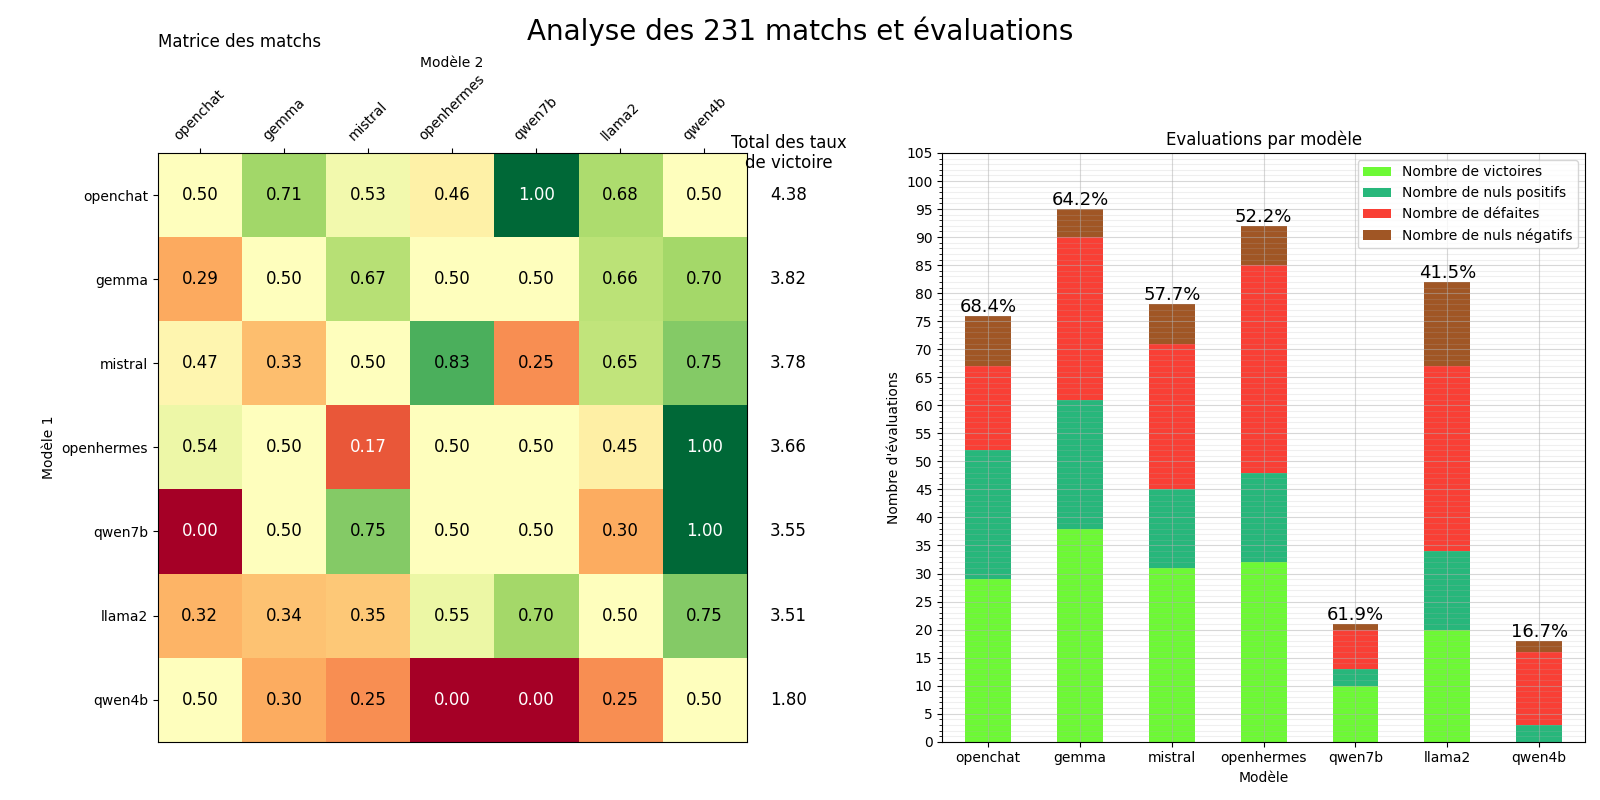 Analyse des 231 matchs et évaluations
Matrice des matchs
Modèle 2
openchat gemma mistral openhermes qwen7b llama2 qwen4b
Total des taux
de victoire
openchat 0.50 0.71 0.53 0.46 1.00 0.68 0.50 4.38
gemma 0.29 0.50 0.67 0.50 0.50 0.66 0.70 3.82
mistral 0.47 0.33 0.50 0.83 0.25 0.65 0.75 3.78
openhermes 0.54 0.50 0.17 0.50 0.50 0.45 1.00 3.66
qwen7b 0.00 0.50 0.75 0.50 0.50 0.30 1.00 3.55
llama2 0.32 0.34 0.35 0.55 0.70 0.50 0.75 3.51
qwen4b 0.50 0.30 0.25 0.00 0.00 0.25 0.50 1.80
Modèle 1
Evaluations par modèle
Nombre de victoires
Nombre de nuls positifs
Nombre de défaites
Nombre de nuls négatifs
105
100
95
90
85
80
75
70
65
60
55
50
45
40
35
30
25
20
15
10
5
0
Nombre d'évaluations
68.4%
64.2%
57.7%
52.2%
61.9%
41.5%
16.7%
openchat gemma mistral openhermes qwen7b llama2 qwen4b
Modèle